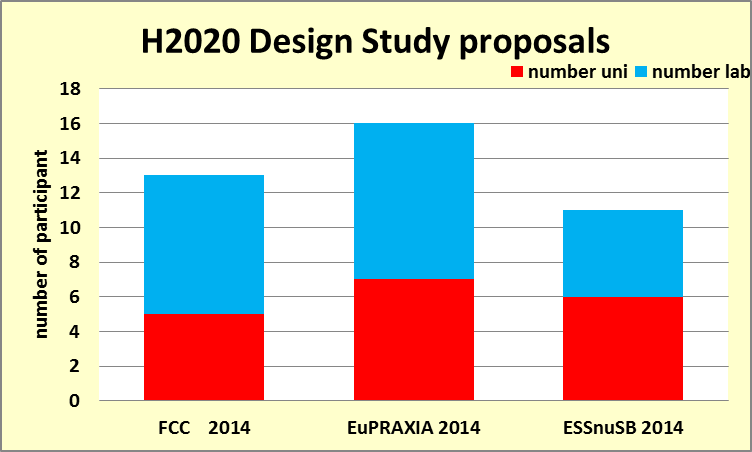 H2020 Design Study proposals
number uni number lab
number of participant
18
16
14
12
10
8
6
4
2
0
FCC 2014 EuPRAXIA 2014 ESSnuSB 2014